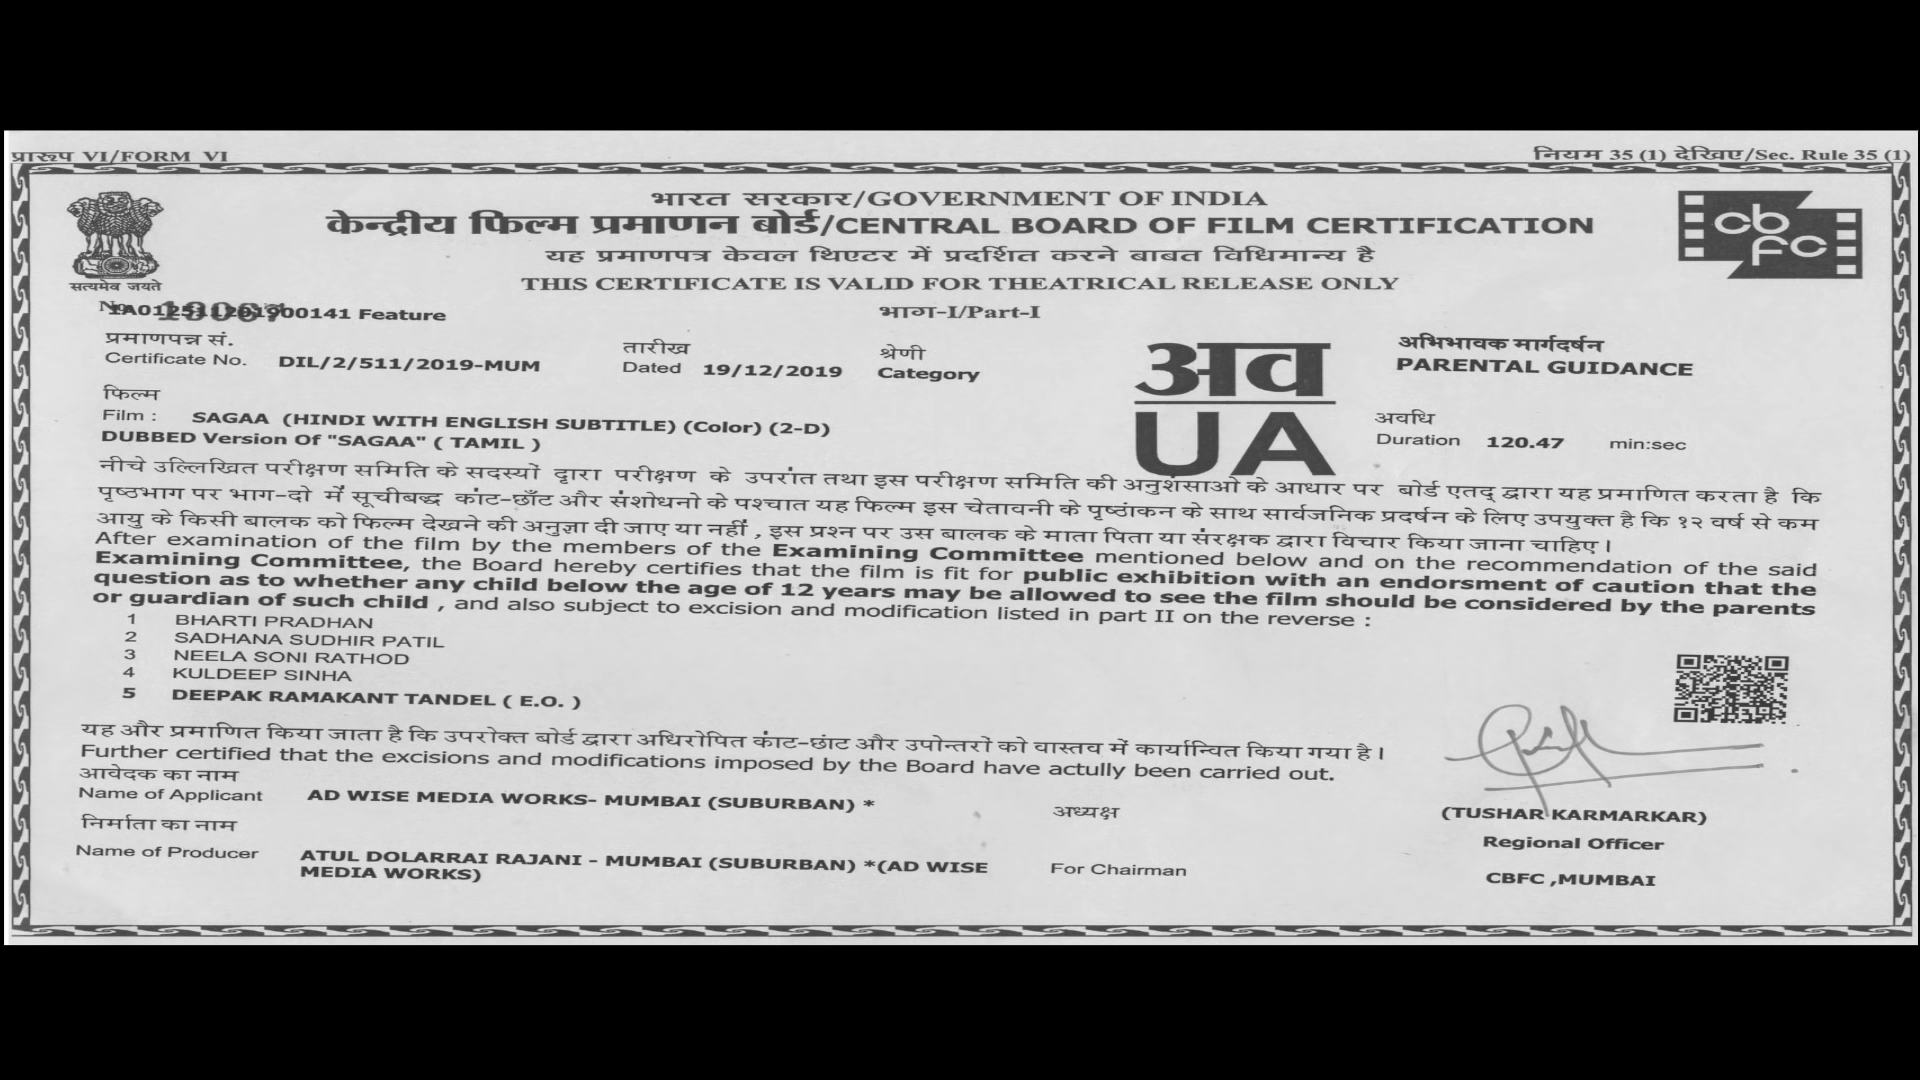 प्रारूप VI/FORM VI
नियम 35 (1) देखिए/Sec. Rule 35 (1)
भारत सरकार/GOVERNMENT OF INDIA
केन्द्रीय फिल्म प्रमाणन बोर्ड/CENTRAL BOARD OF FILM CERTIFICATION
यह प्रमाणपत्र केवल थिएटर में प्रदर्शित करने बाबत विधिमान्य है
THIS CERTIFICATE IS VALID FOR THEATRICAL RELEASE ONLY
सत्यमेव जयते
cb
fc
No. 900141 Feature
भाग-I/Part-I
प्रमाणपत्र सं.
Certificate No. DIL/2/511/2019-MUM
तारीख
Dated 19/12/2019
श्रेणी
Category
अव
UA
अभिभावक मार्गदर्षन
PARENTAL GUIDANCE
फिल्म
Film : SAGAA (HINDI WITH ENGLISH SUBTITLE) (Color) (2-D)
DUBBED Version Of "SAGAA" ( TAMIL )
अवधि
Duration 120.47 min:sec
नीचे उल्लिखित परीक्षण समिति के सदस्यों द्वारा परीक्षण के उपरांत तथा इस परीक्षण समिति की अनुशंसाओ के आधार पर बोर्ड एतद् द्वारा यह प्रमाणित करता है कि
पृष्ठभाग पर भाग-दो में सूचीबद्ध कांट-छाँट और संशोधनो के पश्चात यह फिल्म इस चेतावनी के पृष्ठांकन के साथ सार्वजनिक प्रदर्षन के लिए उपयुक्त है कि १२ वर्ष से कम
आयु के किसी बालक को फिल्म देखने की अनुज्ञा दी जाए या नहीं , इस प्रश्न पर उस बालक के माता पिता या संरक्षक द्वारा विचार किया जाना चाहिए ।
After examination of the film by the members of the Examining Committee mentioned below and on the recommendation of the said
Examining Committee, the Board hereby certifies that the film is fit for public exhibition with an endorsment of caution that the
question as to whether any child below the age of 12 years may be allowed to see the film should be considered by the parents
or guardian of such child , and also subject to excision and modification listed in part II on the reverse :
1 BHARTI PRADHAN
2 SADHANA SUDHIR PATIL
3 NEELA SONI RATHOD
4 KULDEEP SINHA
5 DEEPAK RAMAKANT TANDEL ( E.O. )
यह और प्रमाणित किया जाता है कि उपरोक्त बोर्ड द्वारा अधिरोपित कांट-छांट और उपोन्तरों को वास्तव में कार्यान्वित किया गया है ।
Further certified that the excisions and modifications imposed by the Board have actully been carried out.
आवेदक का नाम
Name of Applicant AD WISE MEDIA WORKS- MUMBAI (SUBURBAN) *
अध्यक्ष
(TUSHAR KARMARKAR)
निर्माता का नाम
Regional Officer
Name of Producer ATUL DOLARRAI RAJANI - MUMBAI (SUBURBAN) *(AD WISE
MEDIA WORKS)
For Chairman
CBFC ,MUMBAI